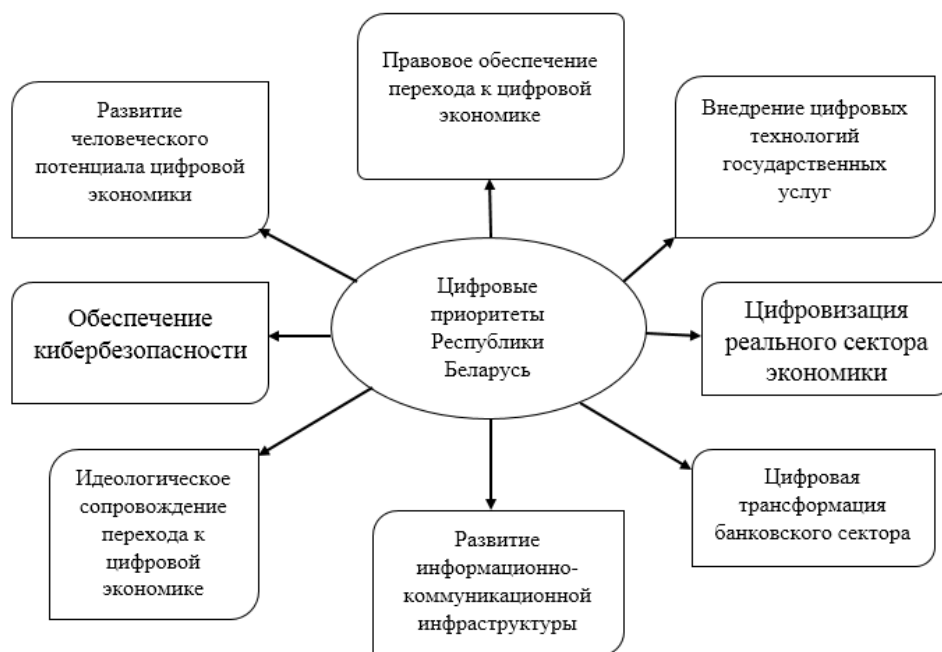 Правовое обеспечение
перехода к цифровой
экономике
Развитие
человеческого
потенциала цифровой
экономики
Внедрение цифровых
технологий
государственных
услуг
Цифровые
приоритеты
Республики
Беларусь
Обеспечение
кибербезопасности
Цифровизация
реального сектора
экономики
Идеологическое
сопровождение
перехода к
цифровой
экономике
Развитие
информационно-
коммуникационной
инфраструктуры
Цифровая
трансформация
банковского сектора